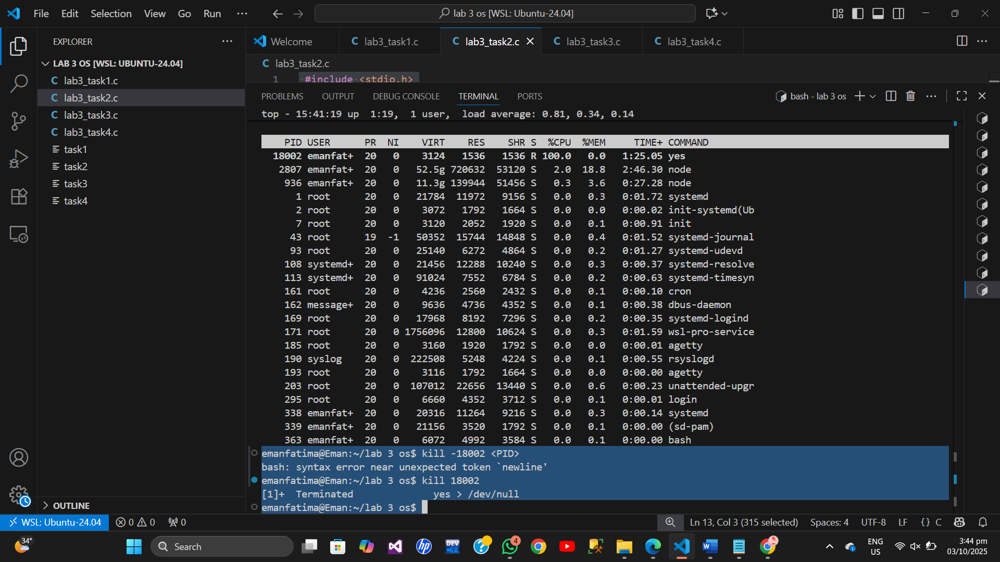 File Edit Selection View Go Run ···
lab 3 os [WSL: Ubuntu-24.04]
EXPLORER
Welcome
lab3_task1.c
lab3_task2.c
lab3_task3.c
lab3_task4.c
LAB 3 OS [WSL: UBUNTU-24.04]
C lab3_task1.c
C lab3_task2.c
C lab3_task3.c
C lab3_task4.c
task1
task2
task3
task4
OUTLINE
C lab3_task2.c
1 #include <stdio.h>
PROBLEMS OUTPUT DEBUG CONSOLE TERMINAL PORTS
bash - lab 3 os
top - 15:41:19 up  1:19,  1 user,  load average: 0.81, 0.34, 0.14
PID USER PR NI VIRT RES SHR S %CPU %MEM TIME+ COMMAND
18002 emanfat+ 20 0 3124 1536 1536 R 100.0 0.0 1:25.05 yes
2807 emanfat+ 20 0 52.5g 720632 53120 S 2.0 18.8 2:46.30 node
936 emanfat+ 20 0 11.3g 139944 51456 S 0.3 3.6 0:27.28 node
1 root 20 0 21784 11972 9156 S 0.0 0.3 0:01.72 systemd
2 root 20 0 3072 1792 1664 S 0.0 0.0 0:00.02 init-systemd(Ub
7 root 20 0 3120 2052 1920 S 0.0 0.1 0:00.91 init
43 root 19 -1 50352 15744 14848 S 0.0 0.4 0:01.52 systemd-journal
93 root 20 0 25140 6272 4864 S 0.0 0.2 0:01.27 systemd-udevd
108 systemd+ 20 0 21456 12288 10240 S 0.0 0.3 0:00.37 systemd-resolve
113 systemd+ 20 0 91024 7552 6784 S 0.0 0.2 0:00.63 systemd-timesyn
161 root 20 0 4236 2560 2432 S 0.0 0.1 0:00.10 cron
162 message+ 20 0 9636 4736 4352 S 0.0 0.1 0:00.38 dbus-daemon
169 root 20 0 17968 8192 7296 S 0.0 0.2 0:00.35 systemd-logind
171 root 20 0 1756096 12800 10624 S 0.0 0.3 0:01.59 wsl-pro-service
185 root 20 0 3160 1920 1792 S 0.0 0.0 0:00.01 agetty
190 syslog 20 0 222508 5248 4224 S 0.0 0.1 0:00.55 rsyslogd
193 root 20 0 3116 1792 1664 S 0.0 0.0 0:00.00 agetty
203 root 20 0 107012 22656 13440 S 0.0 0.6 0:00.23 unattended-upgr
295 root 20 0 6660 4352 3712 S 0.0 0.1 0:00.01 login
338 emanfat+ 20 0 20316 11264 9216 S 0.0 0.3 0:00.14 systemd
339 emanfat+ 20 0 21156 3520 1792 S 0.0 0.1 0:00.00 (sd-pam)
363 emanfat+ 20 0 6072 4992 3584 S 0.0 0.1 0:00.00 bash
emanfatima@Eman:~/lab 3 os$ kill -18002 <PID>
bash: syntax error near unexpected token `newline'
emanfatima@Eman:~/lab 3 os$ kill 18002
[1]+  Terminated              yes > /dev/null
emanfatima@Eman:~/lab 3 os$
WSL: Ubuntu-24.04 0 0 0 Ln 13, Col 3 (315 selected) Spaces: 4 UTF-8 LF {} C
34°
Search
DEV C++
4
ENG
US
3:44 pm
03/10/2025